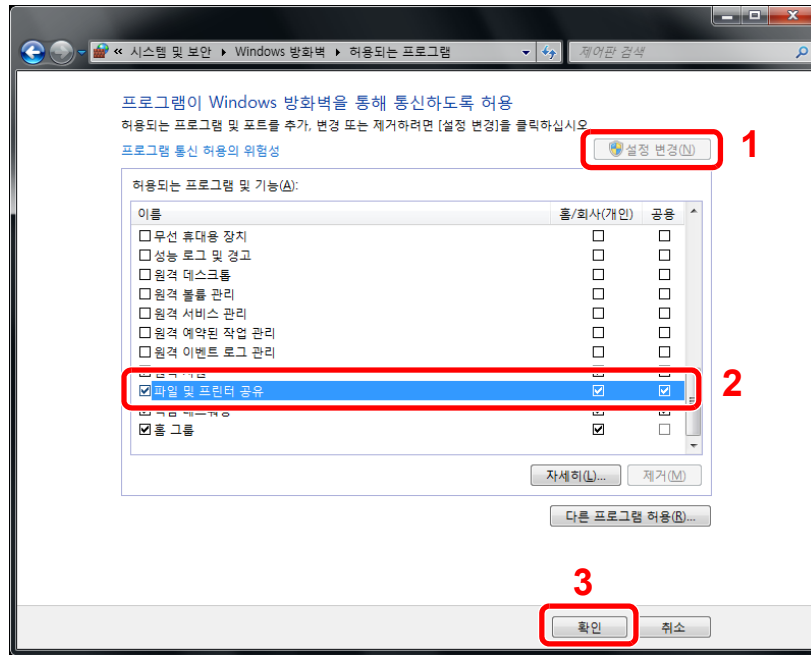 « 시스템 및 보안 ▸ Windows 방화벽 ▸ 허용되는 프로그램
제어판 검색
프로그램이 Windows 방화벽을 통해 통신하도록 허용
허용되는 프로그램 및 포트를 추가, 변경 또는 제거하려면 [설정 변경]을 클릭하십시오.
프로그램 통신 허용의 위험성
설정 변경(N)
1
허용되는 프로그램 및 기능(A):
이름 홈/회사(개인) 공용
무선 휴대용 장치
성능 로그 및 경고
원격 데스크톱
원격 볼륨 관리
원격 서비스 관리
원격 예약된 작업 관리
원격 이벤트 로그 관리
파일 및 프린터 공유
2
홈 그룹
자세히(L)... 제거(M)
다른 프로그램 허용(R)...
3
확인 취소